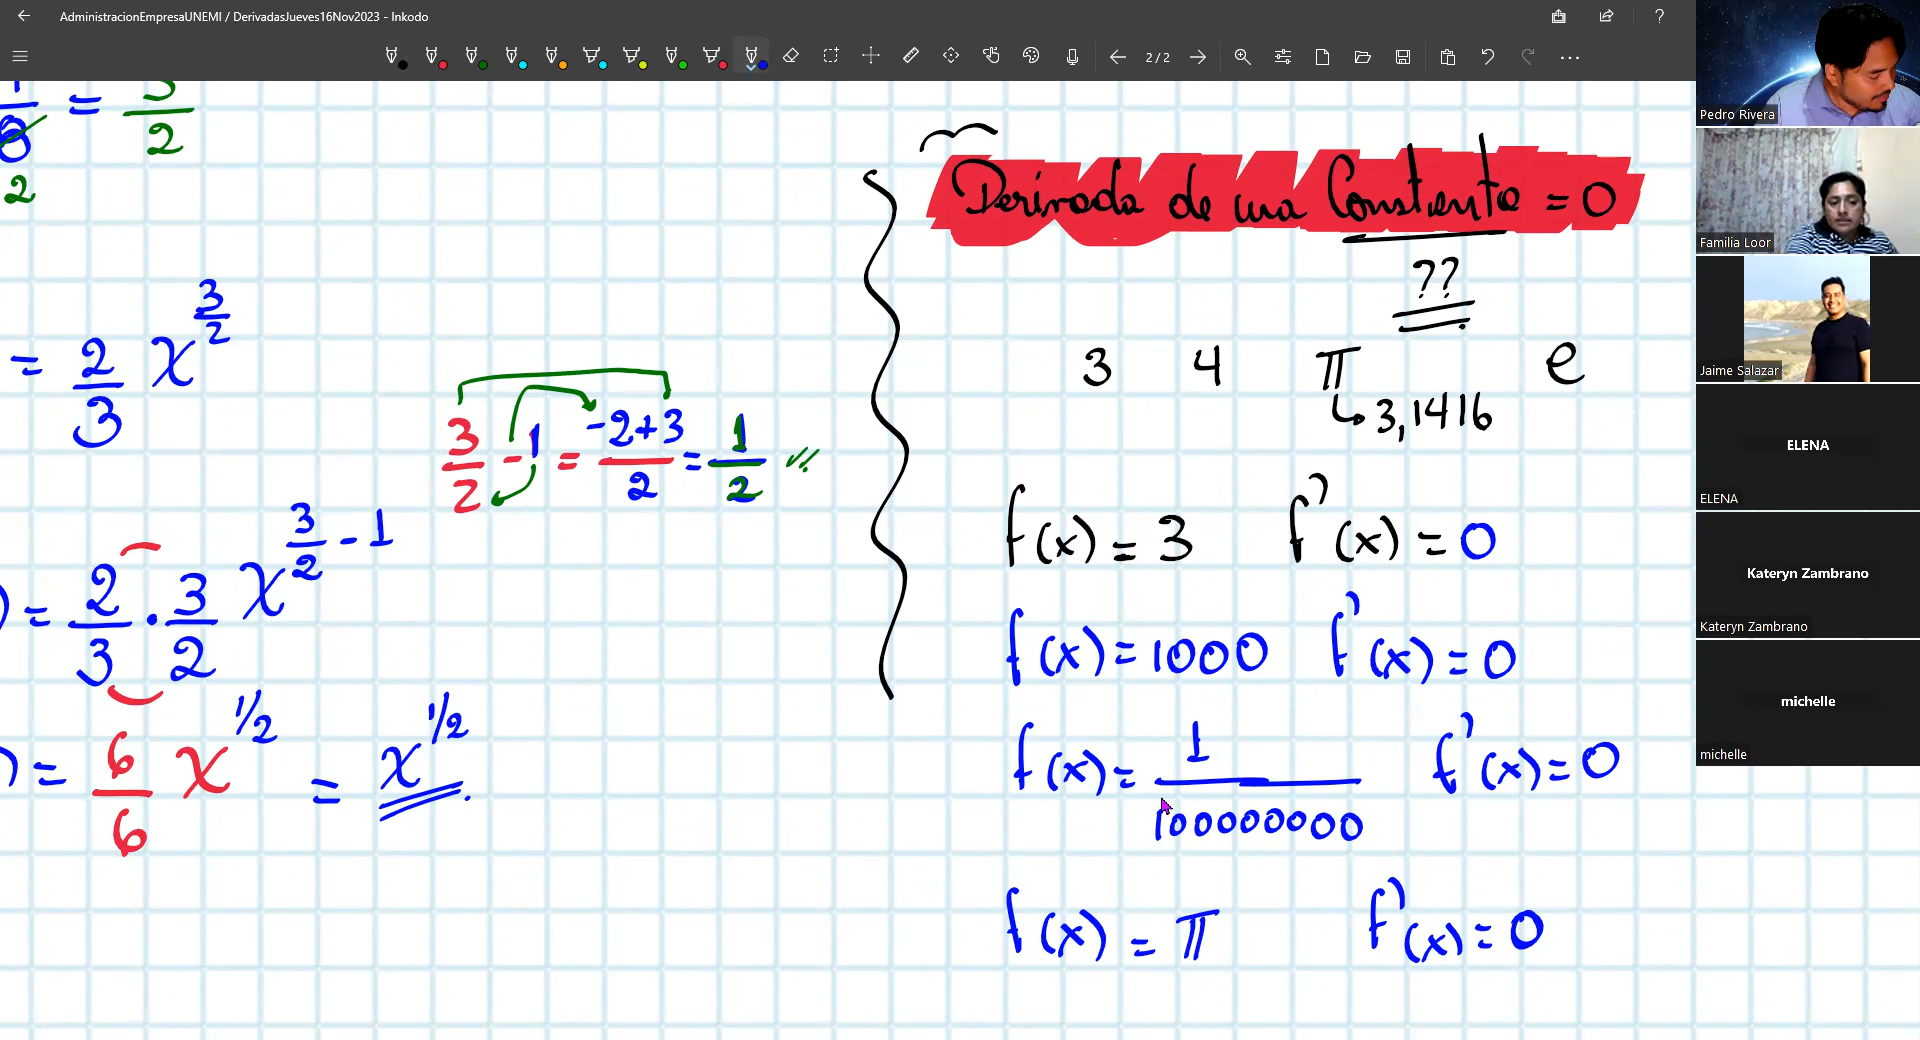 AdministracionEmpresaUNEMI / DerivadasJueves16Nov2023 - Inkodo
2/2
= 3/2
2
= 2/3 x^(3/2)
3/2 - 1 = (-2+3)/2 = 1/2
) = 2/3 · 3/2 x^(3/2 - 1)
) = 6/6 x^(1/2) = x^(1/2)
Derivada de una Constante = 0
??
3 4 π e
3,1416
f(x) = 3 f'(x) = 0
f(x) = 1000 f'(x) = 0
f(x) = 1/100000000 f'(x) = 0
f(x) = π f'(x) = 0
Pedro Rivera
Familia Loor
Jaime Salazar
ELENA
ELENA
Kateryn Zambrano
Kateryn Zambrano
michelle
michelle